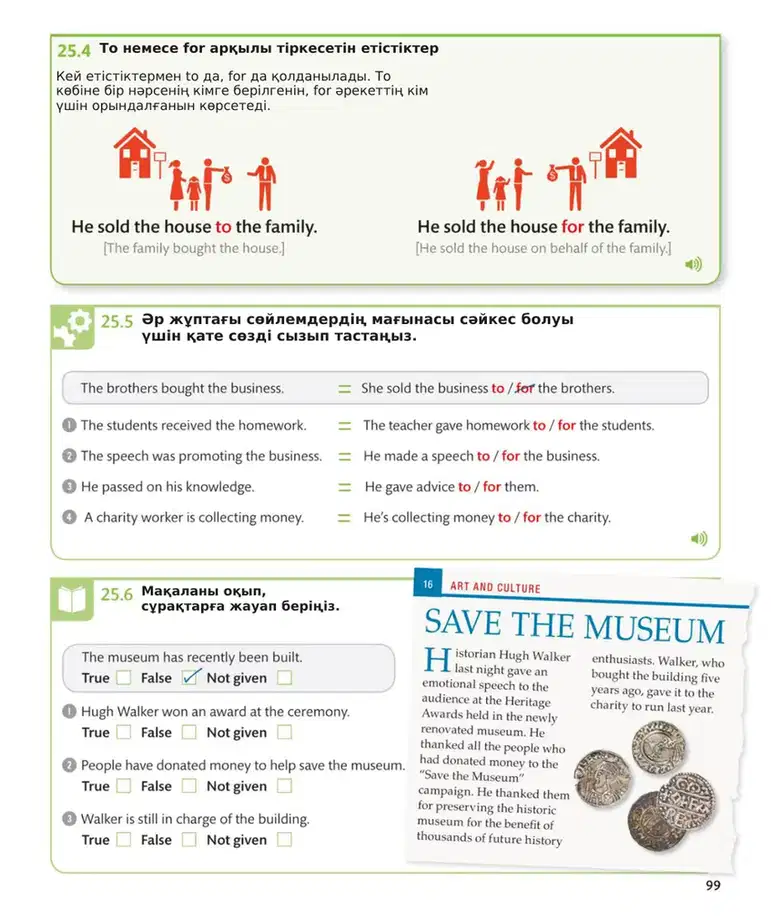 25.4 То немесе for арқылы тіркесетін етістіктер
Кей етістіктермен to да, for да қолданылады. То
көбіне бір нәрсенің кімге берілгенін, for әрекеттің кім
үшін орындалғанын көрсетеді.
$
$
He sold the house to the family.
[The family bought the house.]
He sold the house for the family.
[He sold the house on behalf of the family.]
25.5 Әр жұптағы сөйлемдердің мағынасы сәйкес болуы
үшін қате сөзді сызып тастаңыз.
The brothers bought the business. = She sold the business to / for the brothers.
1 The students received the homework. = The teacher gave homework to / for the students.
2 The speech was promoting the business. = He made a speech to / for the business.
3 He passed on his knowledge. = He gave advice to / for them.
4 A charity worker is collecting money. = He's collecting money to / for the charity.
25.6 Мақаланы оқып,
сұрақтарға жауап беріңіз.
The museum has recently been built.
True False Not given
1 Hugh Walker won an award at the ceremony.
True False Not given
2 People have donated money to help save the museum.
True False Not given
3 Walker is still in charge of the building.
True False Not given
16 ART AND CULTURE
SAVE THE MUSEUM
Historian Hugh Walker
last night gave an
emotional speech to the
audience at the Heritage
Awards held in the newly
renovated museum. He
thanked all the people who
had donated money to the
"Save the Museum"
campaign. He thanked them
for preserving the historic
museum for the benefit of
thousands of future history
enthusiasts. Walker, who
bought the building five
years ago, gave it to the
charity to run last year.
99